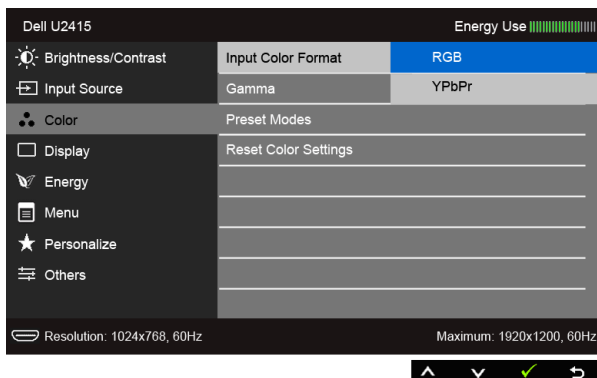 Dell U2415
Energy Use
Brightness/Contrast
Input Color Format
RGB
Input Source
Gamma
YPbPr
Color
Preset Modes
Display
Reset Color Settings
Energy
Menu
Personalize
Others
Resolution: 1024x768, 60Hz
Maximum: 1920x1200, 60Hz